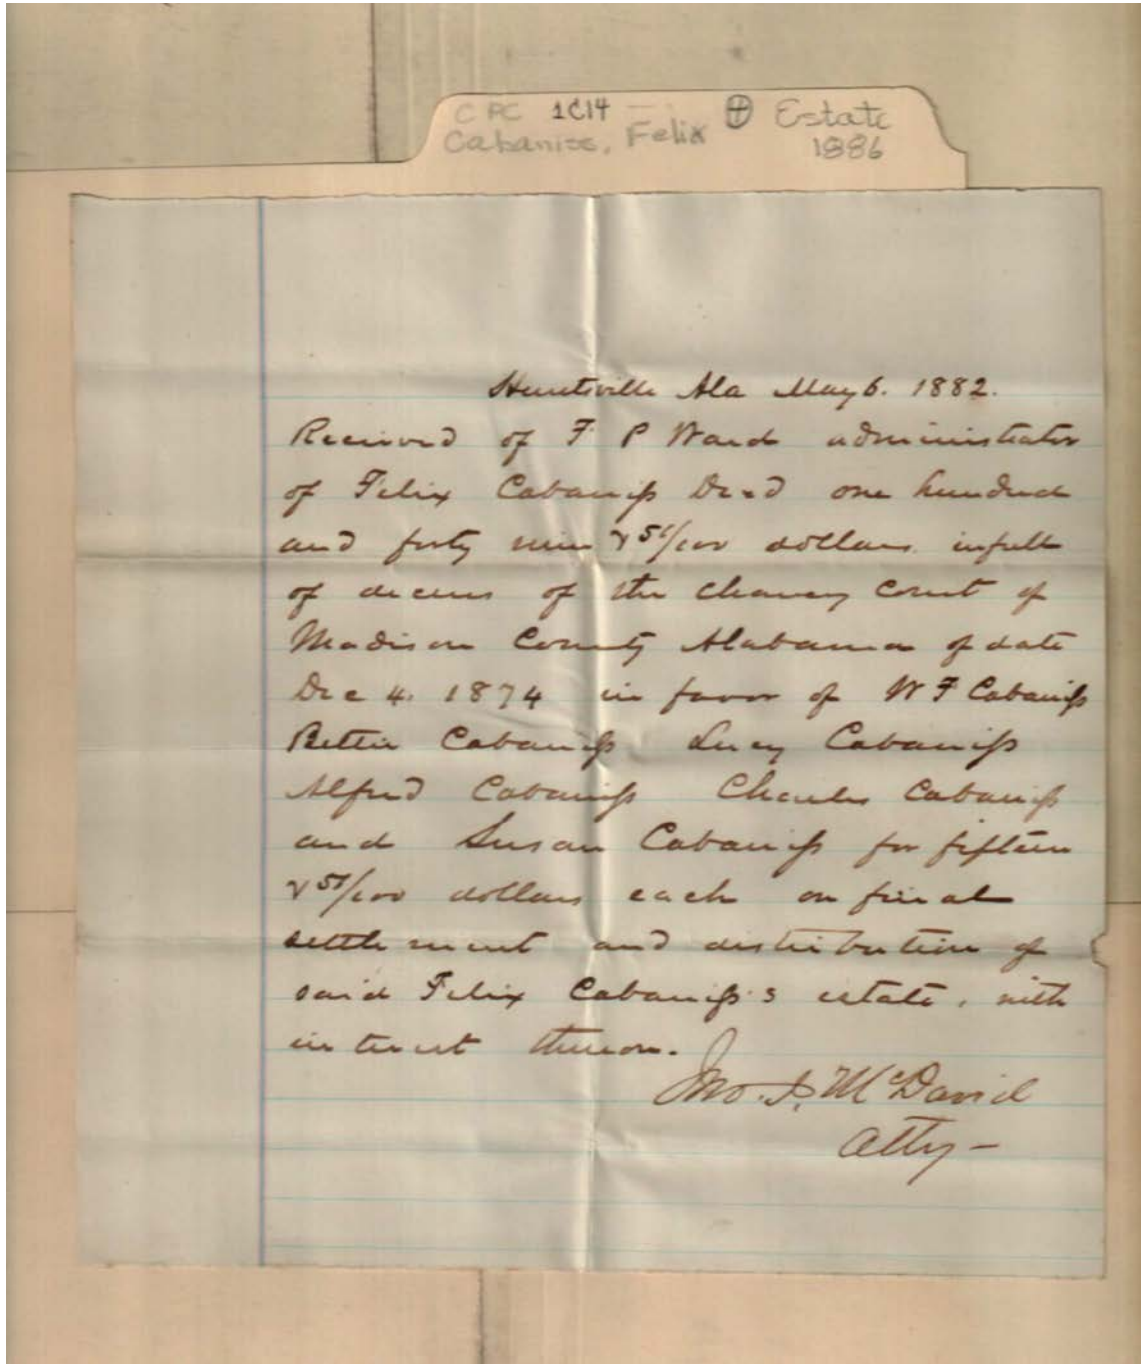 CPC 1C14 ⊕ Estate
Cabaniss, Felix 1886
Huntsville Ala May 6. 1882.
Received of F P Ward administrator
of Felix Cabaniss Decd one hundred
and forty nine & 51/100 dollars in full
of decrees of the Chancy Court of
Madison County Alabama of date
Dec 4. 1874 in favor of W F Cabaniss
Bettie Cabaniss Lucy Cabaniss
Alfred Cabaniss Charles Cabaniss
and Susan Cabaniss for fifteen
& 51/100 dollars each on final
settlement and distribution of
said Felix Cabaniss's estate, with
interest thereon.
Jno. McDavid
Atty—